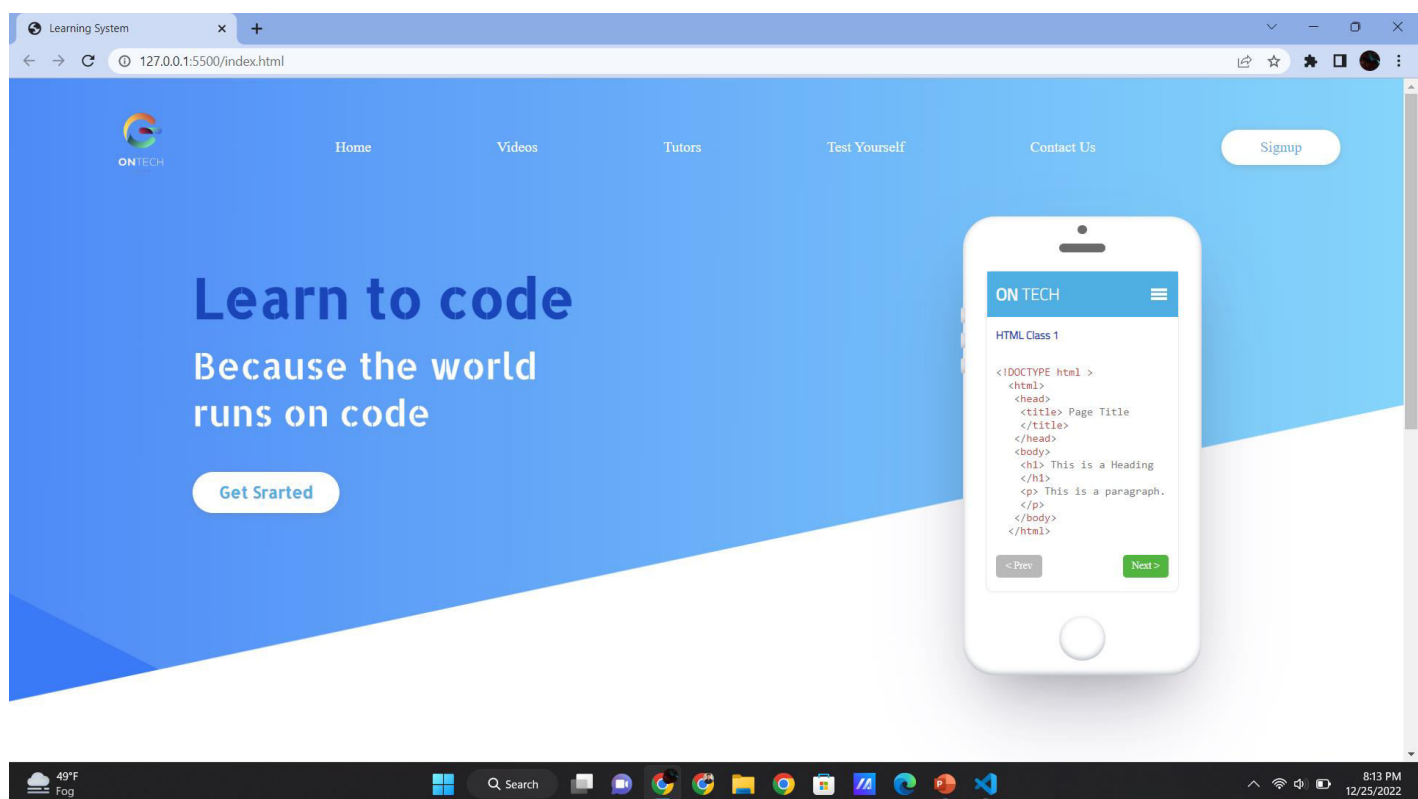 Learning System
127.0.0.1:5500/index.html
ONTECH
Home Videos Tutors Test Yourself Contact Us Signup
Learn to code
Because the world
runs on code
Get Srarted
ON TECH
HTML Class 1
<!DOCTYPE html >
<html>
<head>
<title> Page Title
</title>
</head>
<body>
<h1> This is a Heading
</h1>
<p> This is a paragraph.
</p>
</body>
</html>
< Prev Next >
49°F
Fog
Search
8:13 PM
12/25/2022